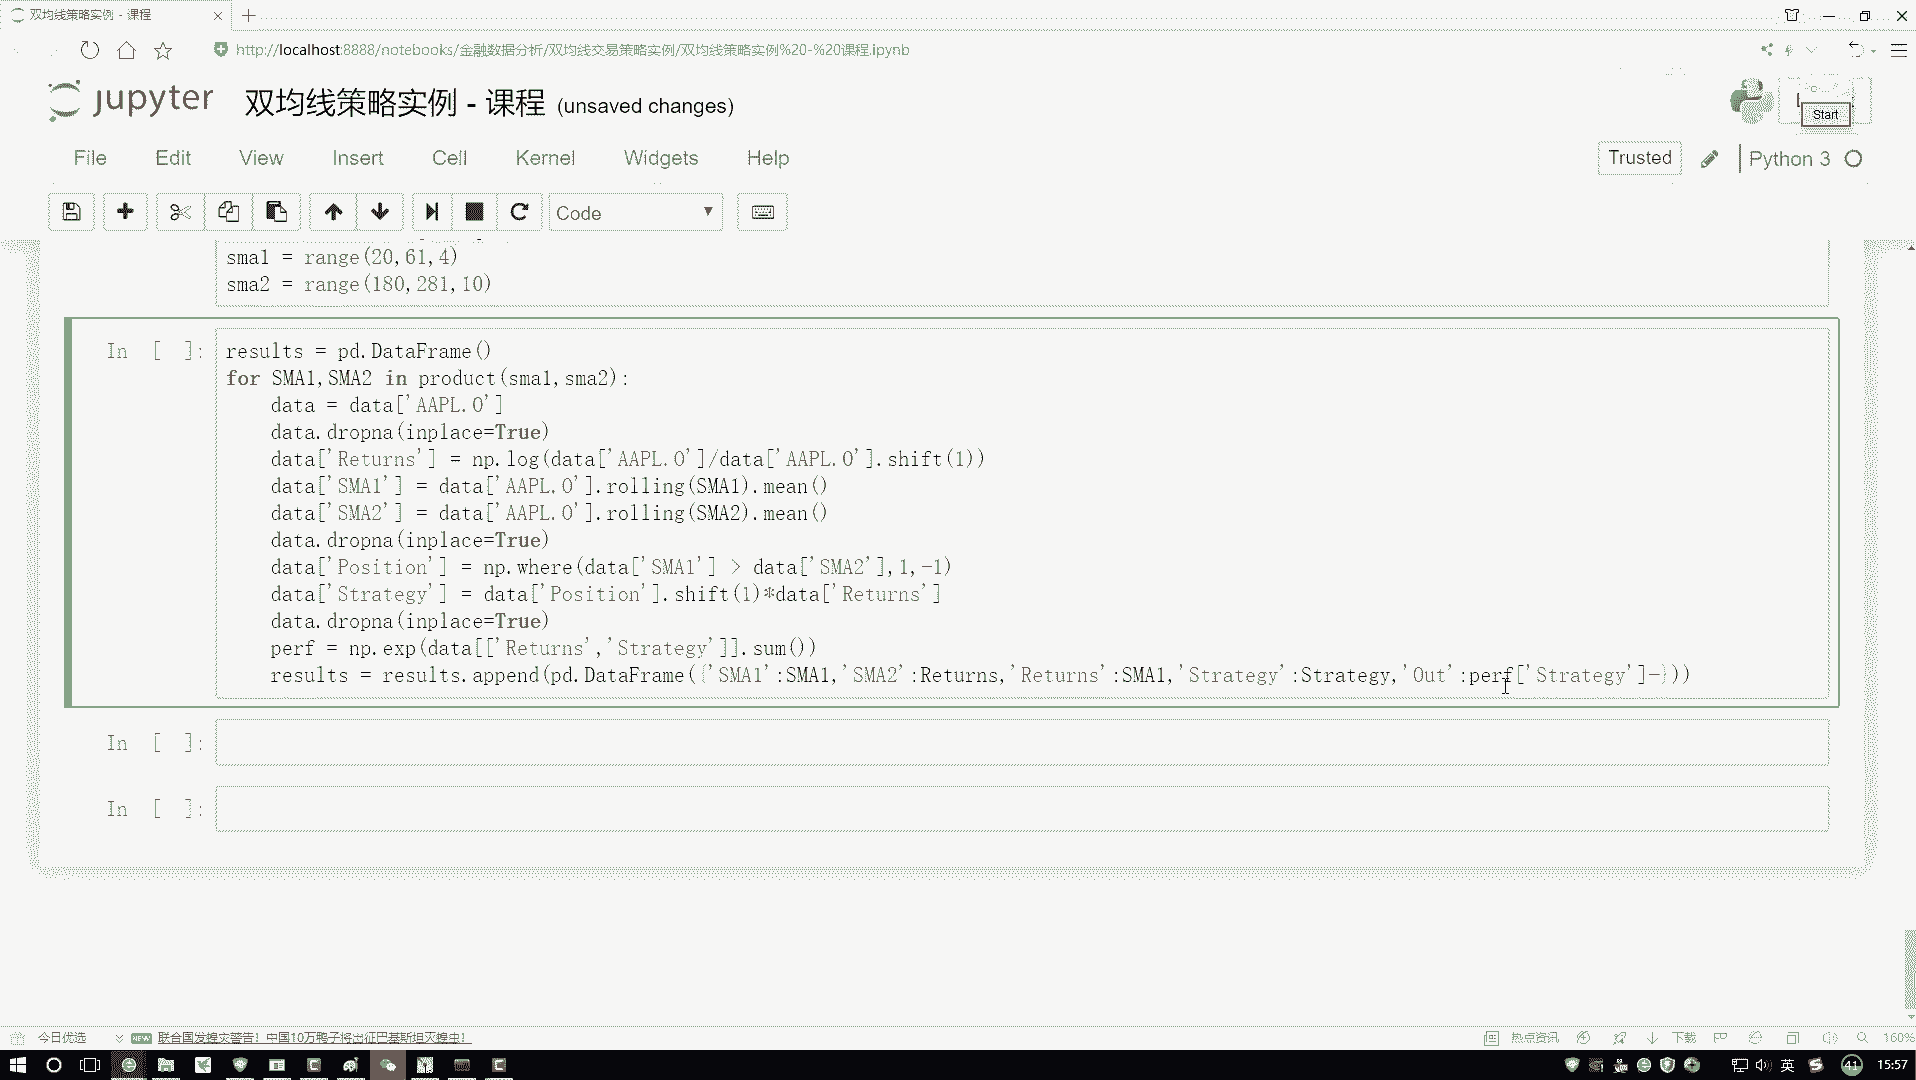 双均线策略实例 - 课程
http://localhost:8888/notebooks/金融数据分析/双均线交易策略实例/双均线策略实例%20-%20课程.ipynb
jupyter 双均线策略实例 - 课程 (unsaved changes)
Start
File Edit View Insert Cell Kernel Widgets Help
Trusted Python 3
Code
sma1 = range(20,61,4)
sma2 = range(180,281,10)
In [ ]: results = pd.DataFrame()
for SMA1,SMA2 in product(sma1,sma2):
data = data['AAPL.O']
data.dropna(inplace=True)
data['Returns'] = np.log(data['AAPL.O']/data['AAPL.O'].shift(1))
data['SMA1'] = data['AAPL.O'].rolling(SMA1).mean()
data['SMA2'] = data['AAPL.O'].rolling(SMA2).mean()
data.dropna(inplace=True)
data['Position'] = np.where(data['SMA1'] > data['SMA2'],1,-1)
data['Strategy'] = data['Position'].shift(1)*data['Returns']
data.dropna(inplace=True)
perf = np.exp(data[['Returns','Strategy']].sum())
results = results.append(pd.DataFrame({'SMA1':SMA1,'SMA2':Returns,'Returns':SMA1,'Strategy':Strategy,'Out':perf['Strategy']-}))
In [ ]:
In [ ]:
今日优选 NEW 联合国发蝗灾警告!中国10万鸭子将出征巴基斯坦灭蝗虫! 热点资讯 下载 160%
英 41 15:57